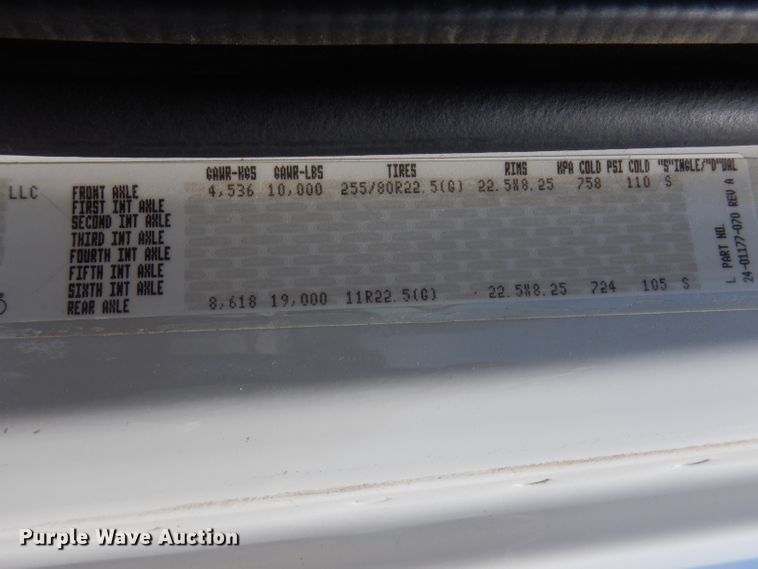 GAWR-KGS GAWR-LBS TIRES RIMS KPA COLD PSI COLD "S"INGLE/"D"UAL
LLC FRONT AXLE 4,536 10,000 255/80R22.5(G) 22.5X8.25 758 110 S
FIRST INT AXLE
SECOND INT AXLE
THIRD INT AXLE
FOURTH INT AXLE
FIFTH INT AXLE
SIXTH INT AXLE
REAR AXLE 8,618 19,000 11R22.5(G) 22.5X8.25 724 105 S
PART NO.
24-01177-070 REV A
Purple Wave Auction